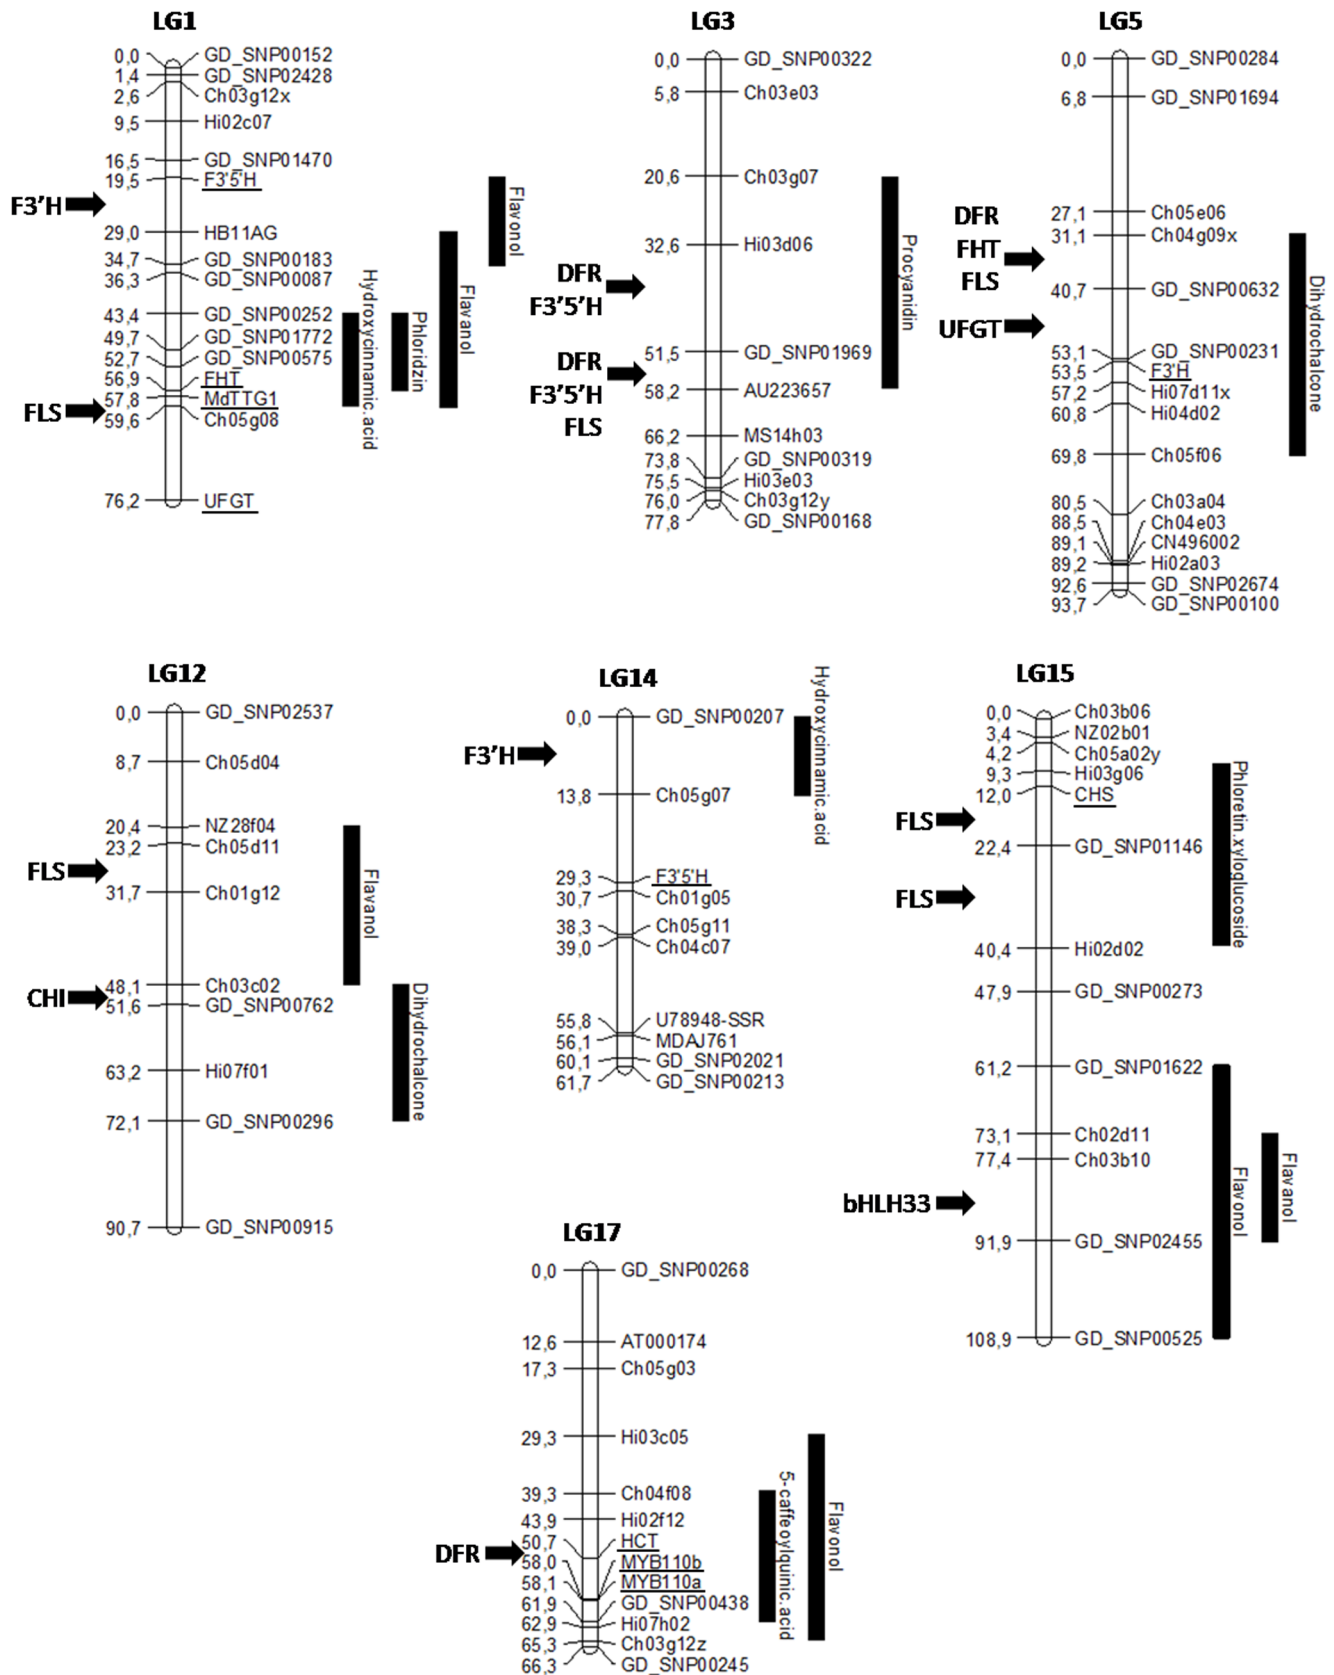 LG1
0,0 GD_SNP00152
1,4 GD_SNP02428
2,6 Ch03g12x
9,5 Hi02c07
16,5 GD_SNP01470
19,5 F3'5'H
29,0 HB11AG
34,7 GD_SNP00183
36,3 GD_SNP00087
43,4 GD_SNP00252
49,7 GD_SNP01772
52,7 GD_SNP00575
56,9 FHT
57,8 MdTTG1
59,6 Ch05g08
76,2 UFGT
F3’H
FLS
Hydroxycinnamic.acid
Phloridzin
Flavanol
Flavonol
LG3
0,0 GD_SNP00322
5,8 Ch03e03
20,6 Ch03g07
32,6 Hi03d06
51,5 GD_SNP01969
58,2 AU223657
66,2 MS14h03
73,8 GD_SNP00319
75,5 Hi03e03
76,0 Ch03g12y
77,8 GD_SNP00168
DFR
F3’5’H
DFR
F3’5’H
FLS
Procyanidin
LG5
0,0 GD_SNP00284
6,8 GD_SNP01694
27,1 Ch05e06
31,1 Ch04g09x
40,7 GD_SNP00632
53,1 GD_SNP00231
53,5 F3'H
57,2 Hi07d11x
60,8 Hi04d02
69,8 Ch05f06
80,5 Ch03a04
88,5 Ch04e03
89,1 CN496002
89,2 Hi02a03
92,6 GD_SNP02674
93,7 GD_SNP00100
DFR
FHT
FLS
UFGT
Dihydrochalcone
LG12
0,0 GD_SNP02537
8,7 Ch05d04
20,4 NZ28f04
23,2 Ch05d11
31,7 Ch01g12
48,1 Ch03c02
51,6 GD_SNP00762
63,2 Hi07f01
72,1 GD_SNP00296
90,7 GD_SNP00915
FLS
CHI
Flavanol
Dihydrochalcone
LG14
0,0 GD_SNP00207
13,8 Ch05g07
29,3 F3'5'H
30,7 Ch01g05
38,3 Ch05g11
39,0 Ch04c07
55,8 U78948-SSR
56,1 MDAJ761
60,1 GD_SNP02021
61,7 GD_SNP00213
F3’H
Hydroxycinnamic.acid
LG15
0,0 Ch03b06
3,4 NZ02b01
4,2 Ch05a02y
9,3 Hi03g06
12,0 CHS
22,4 GD_SNP01146
40,4 Hi02d02
47,9 GD_SNP00273
61,2 GD_SNP01622
73,1 Ch02d11
77,4 Ch03b10
91,9 GD_SNP02455
108,9 GD_SNP00525
FLS
FLS
bHLH33
Phloretin.xyloglucoside
Flavonol
Flavanol
LG17
0,0 GD_SNP00268
12,6 AT000174
17,3 Ch05g03
29,3 Hi03c05
39,3 Ch04f08
43,9 Hi02f12
50,7 HCT
58,0 MYB110b
58,1 MYB110a
61,9 GD_SNP00438
62,9 Hi07h02
65,3 Ch03g12z
66,3 GD_SNP00245
DFR
5-caffeoylquinic.acid
Flavonol